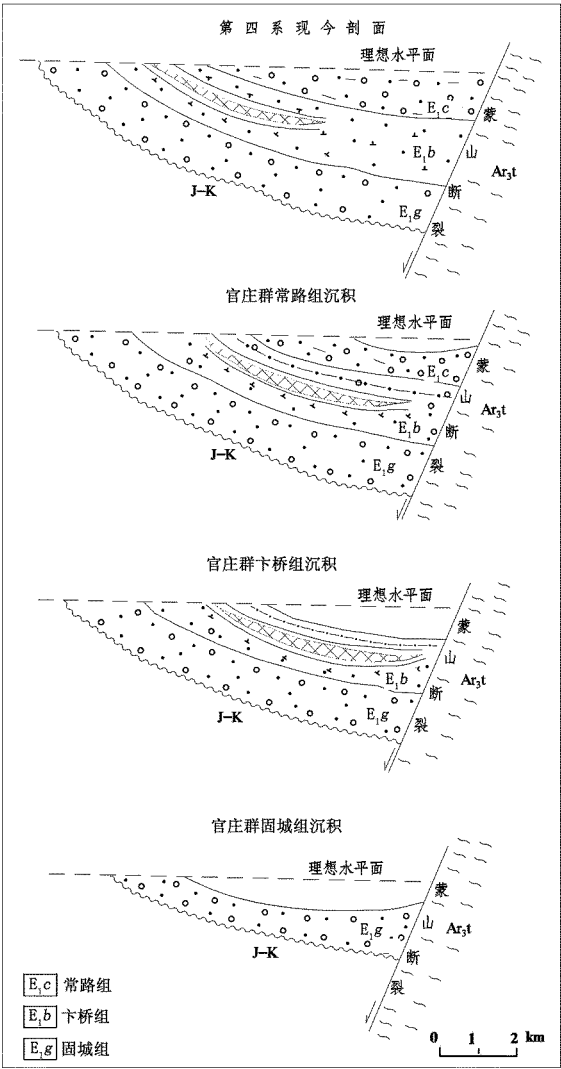 第四系现今剖面
理想水平面
E₁c
蒙
E₁b
山
Ar₃t
J—K
断
E₁g
裂
官庄群常路组沉积
理想水平面
蒙
E₁c
山
Ar₃t
E₁b
断
J—K
E₁g
裂
官庄群卞桥组沉积
理想水平面
蒙
山
Ar₃t
E₁b
断
J—K
E₁g
裂
官庄群固城组沉积
理想水平面
蒙
E₁g
山
Ar₃t
J—K
断
裂
E₁c 常路组
E₁b 卞桥组
E₁g 固城组
0 1 2 km